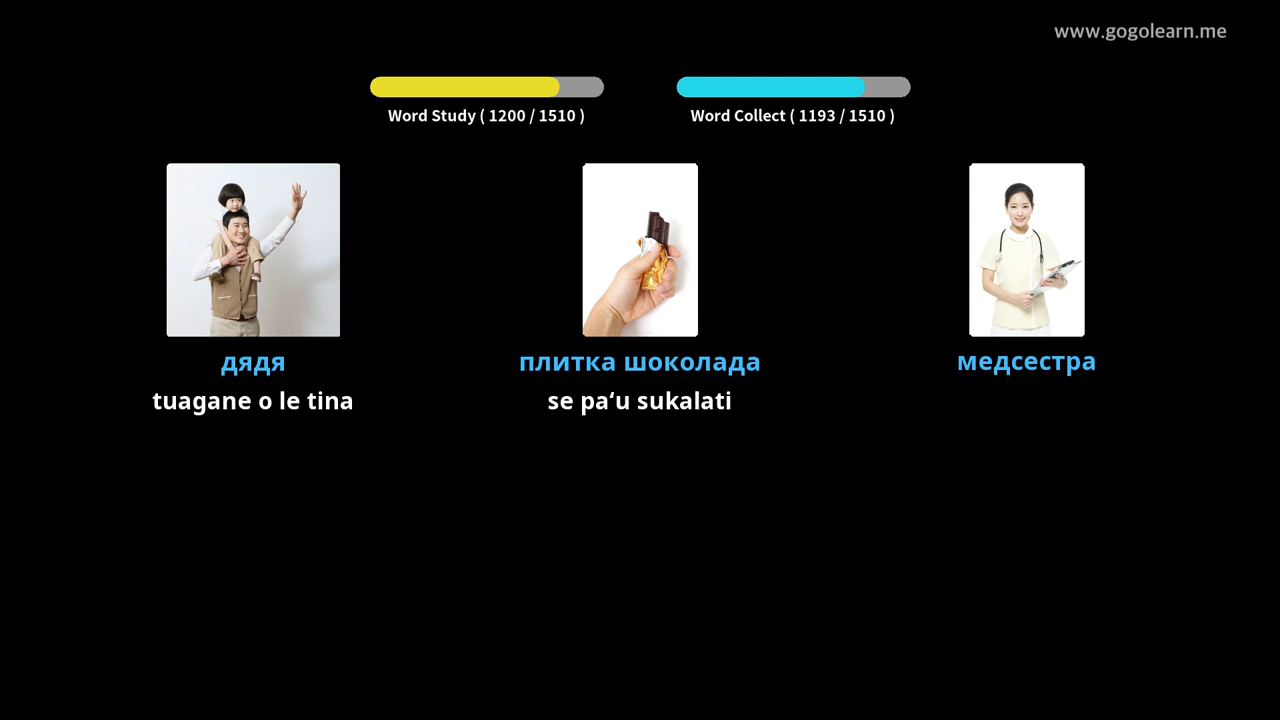 www.gogolearn.me
Word Study ( 1200 / 1510 )
Word Collect ( 1193 / 1510 )
дядя
плитка шоколада
медсестра
tuagane o le tina
se paʻu sukalati